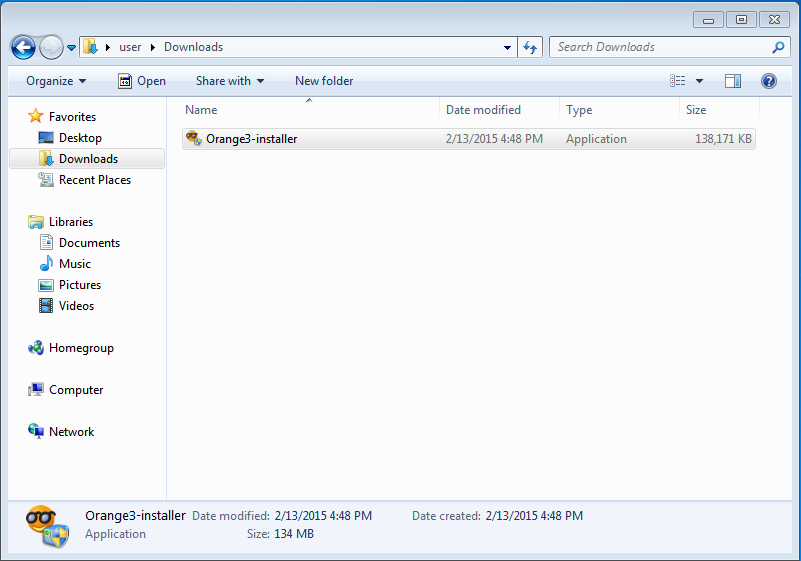 user Downloads Search Downloads
Organize Open Share with New folder
Name Date modified Type Size
Orange3-installer 2/13/2015 4:48 PM Application 138,171 KB
Favorites
Desktop
Downloads
Recent Places
Libraries
Documents
Music
Pictures
Videos
Homegroup
Computer
Network
Orange3-installer Date modified: 2/13/2015 4:48 PM Date created: 2/13/2015 4:48 PM
Application Size: 134 MB